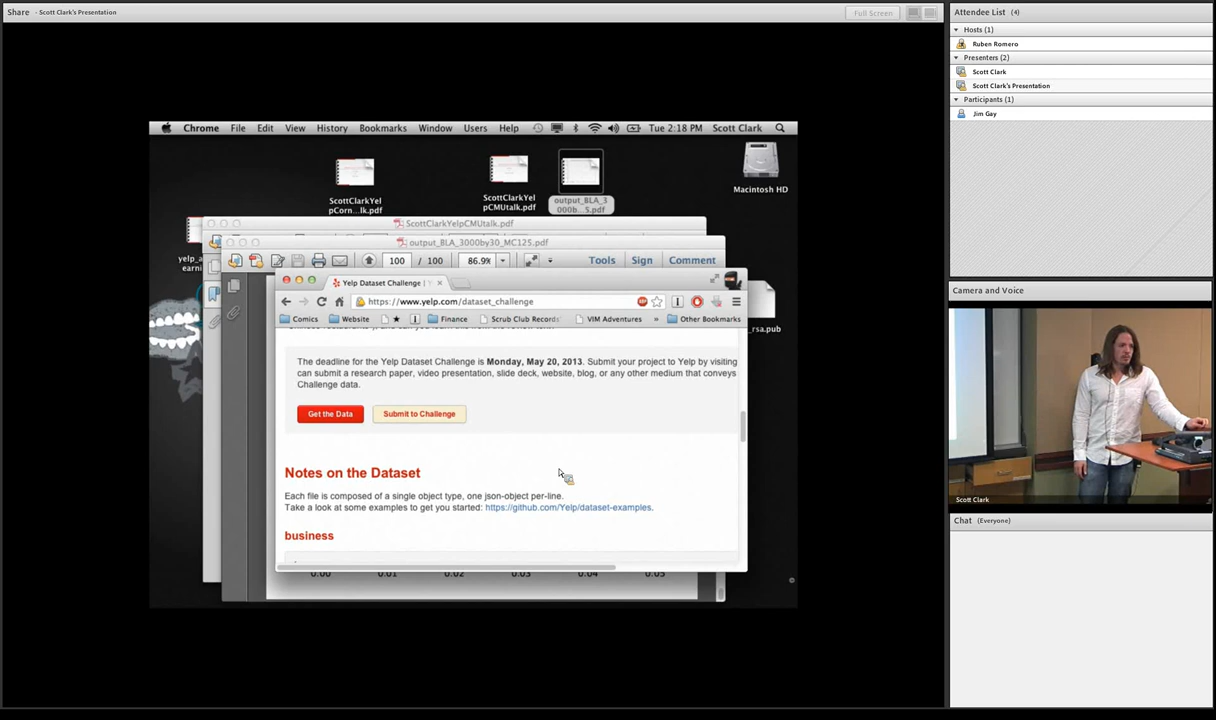 Share - Scott Clark's Presentation
Full Screen
Attendee List (4)
Hosts (1)
Ruben Romero
Presenters (2)
Scott Clark
Scott Clark's Presentation
Participants (1)
Jim Gay
Camera and Voice
Scott Clark
Chat (Everyone)
Chrome File Edit View History Bookmarks Window Users Help Tue 2:18 PM Scott Clark
ScottClarkYel
pCorn...lk.pdf
ScottClarkYel
pCMUtalk.pdf
output_BLA_3
000b...5.pdf
Macintosh HD
yelp_a
earni
_rsa.pub
ScottClarkYelpCMUtalk.pdf
output_BLA_3000by30_MC125.pdf
100 / 100 86.9% Tools Sign Comment
Yelp Dataset Challenge | Y
https://www.yelp.com/dataset_challenge
Comics Website Finance Scrub Club Records VIM Adventures » Other Bookmarks
The deadline for the Yelp Dataset Challenge is Monday, May 20, 2013. Submit your project to Yelp by visiting
can submit a research paper, video presentation, slide deck, website, blog, or any other medium that conveys
Challenge data.
Get the Data Submit to Challenge
Notes on the Dataset
Each file is composed of a single object type, one json-object per-line.
Take a look at some examples to get you started: https://github.com/Yelp/dataset-examples.
business
0.00 0.01 0.02 0.03 0.04 0.05